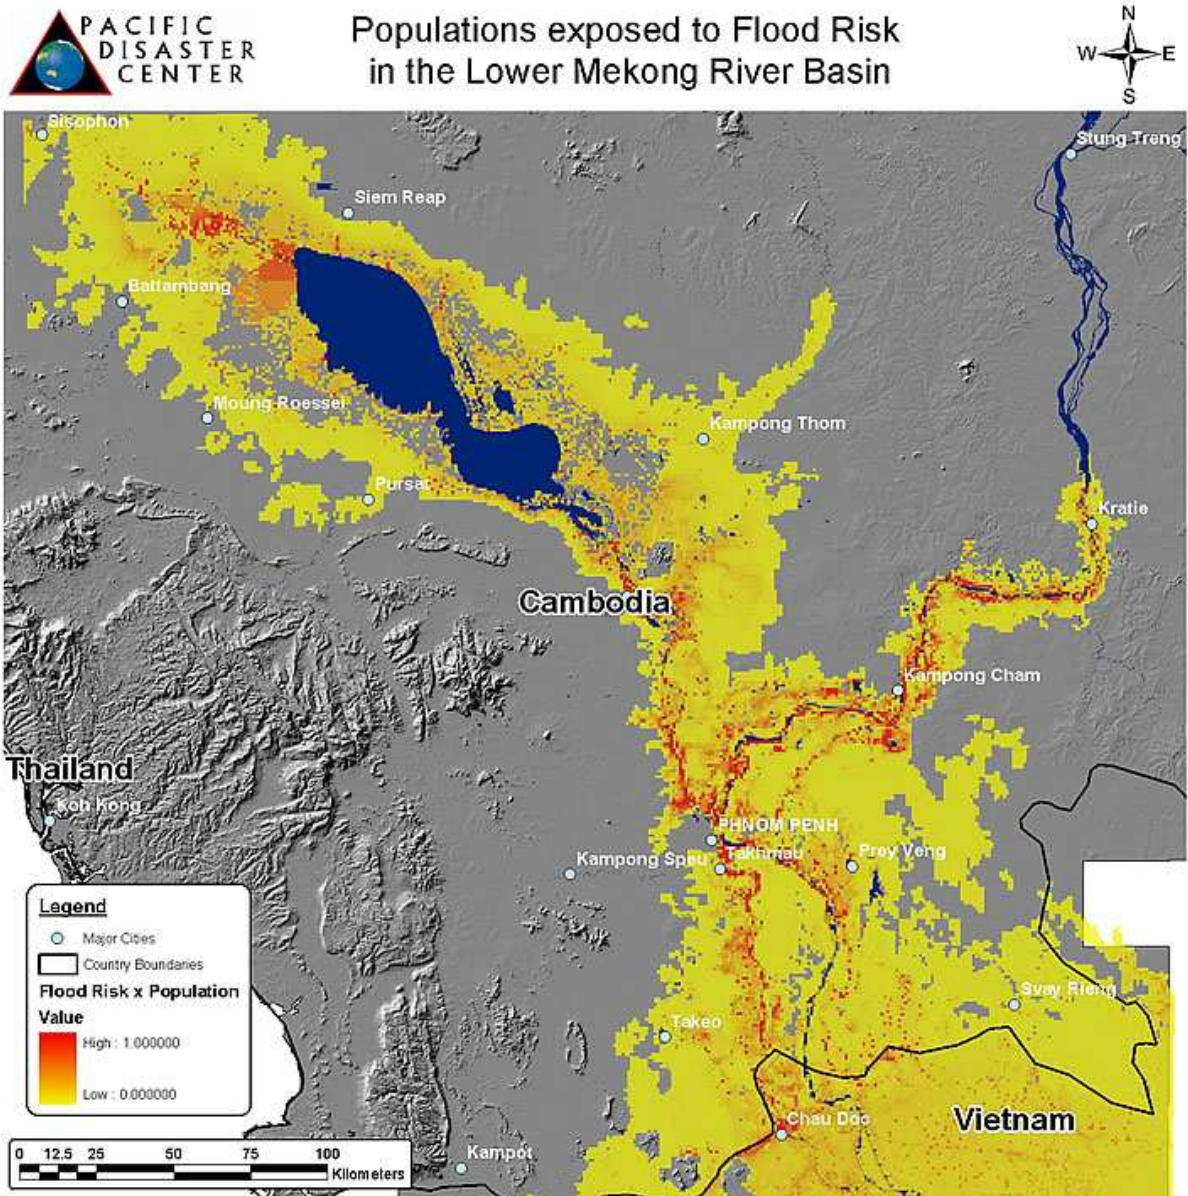 PACIFIC
DISASTER
CENTER
Populations exposed to Flood Risk
in the Lower Mekong River Basin
N
W
E
S
Sisophon
Stung Treng
Siem Reap
Battambang
Moung Roessei
Kampong Thom
Pursat
Kratie
Cambodia
Kampong Cham
Thailand
Koh Kong
PHNOM PENH
Kampong Speu
Takhmau
Prey Veng
Svay Rieng
Takeo
Vietnam
Chau Doc
Kampot
Legend
Major Cities
Country Boundaries
Flood Risk x Population
Value
High : 1.000000
Low : 0.000000
0 12.5 25 50 75 100
Kilometers